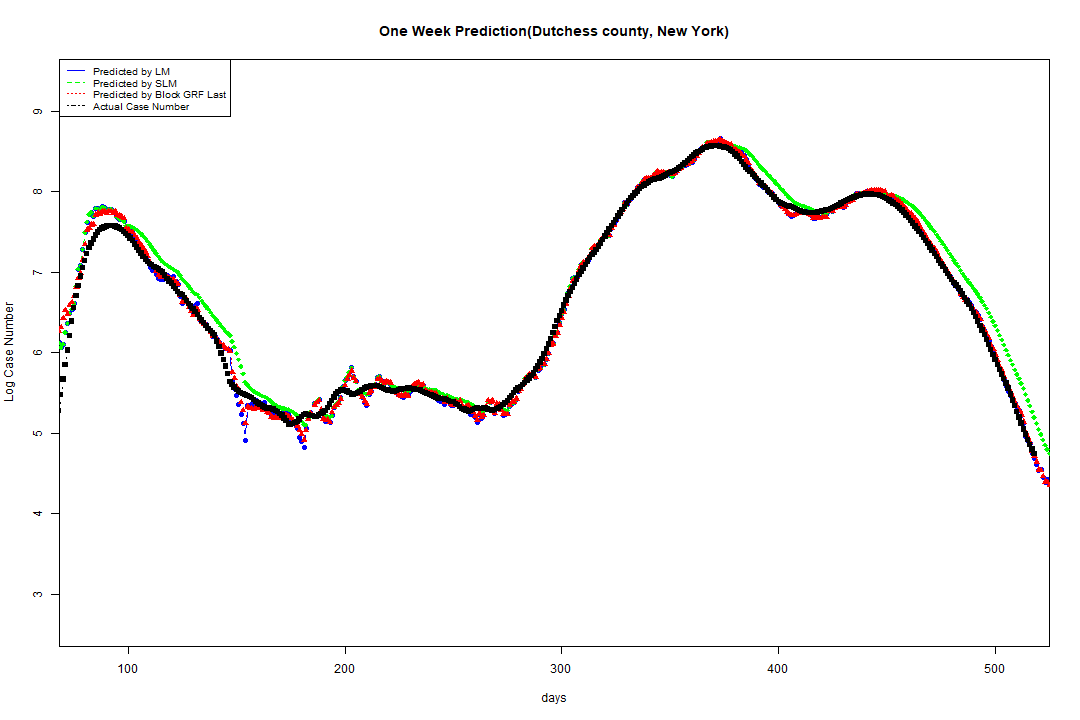 One Week Prediction(Dutchess county, New York)
Predicted by LM
Predicted by SLM
Predicted by Block GRF Last
Actual Case Number
9
8
7
6
5
4
3
Log Case Number
100 200 300 400 500
days